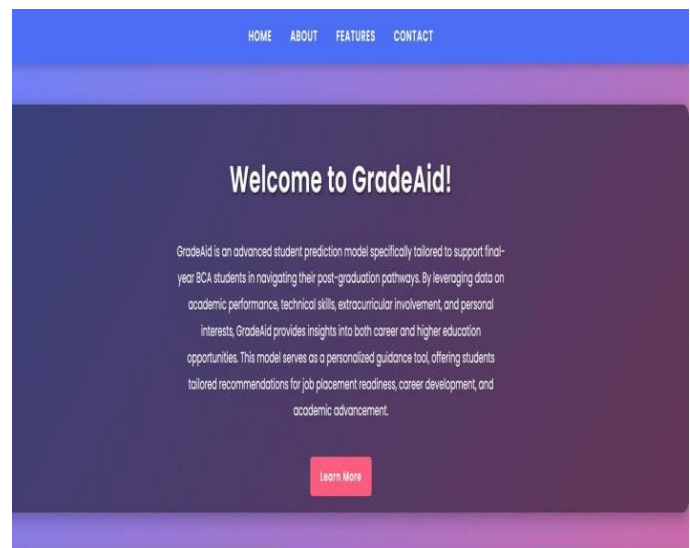 HOME ABOUT FEATURES CONTACT
Welcome to GradeAid!
GradeAid is an advanced student prediction model specifically tailored to support final-
year BCA students in navigating their post-graduation pathways. By leveraging data on
academic performance, technical skills, extracurricular involvement, and personal
interests, GradeAid provides insights into both career and higher education
opportunities. This model serves as a personalized guidance tool, offering students
tailored recommendations for job placement readiness, career development, and
academic advancement.
Learn More